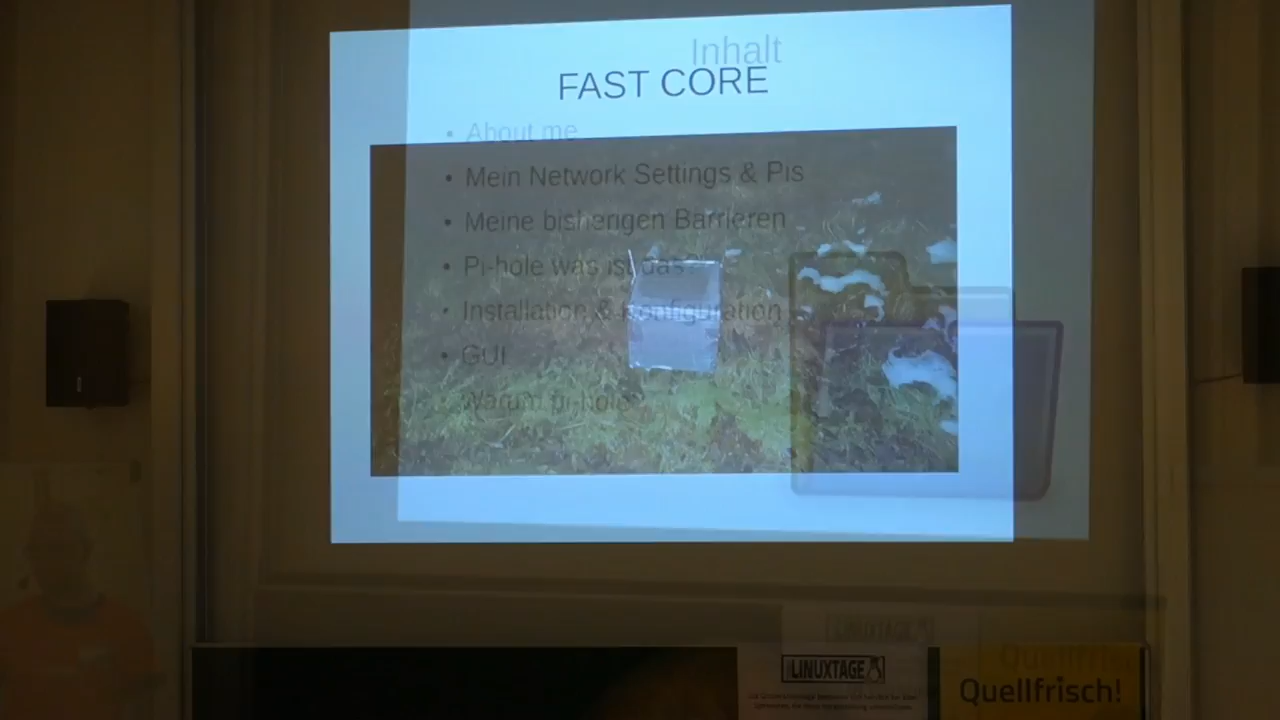 Inhalt
FAST CORE
• About me
• Mein Network Settings & Pis
• Meine bisherigen Barrieren
• Pi-hole was ist das?
• Installation & Konfiguration
• GUI
Warum pi-hole?
LINUXTAGE
LINUXTAGE
Quellfrisch!